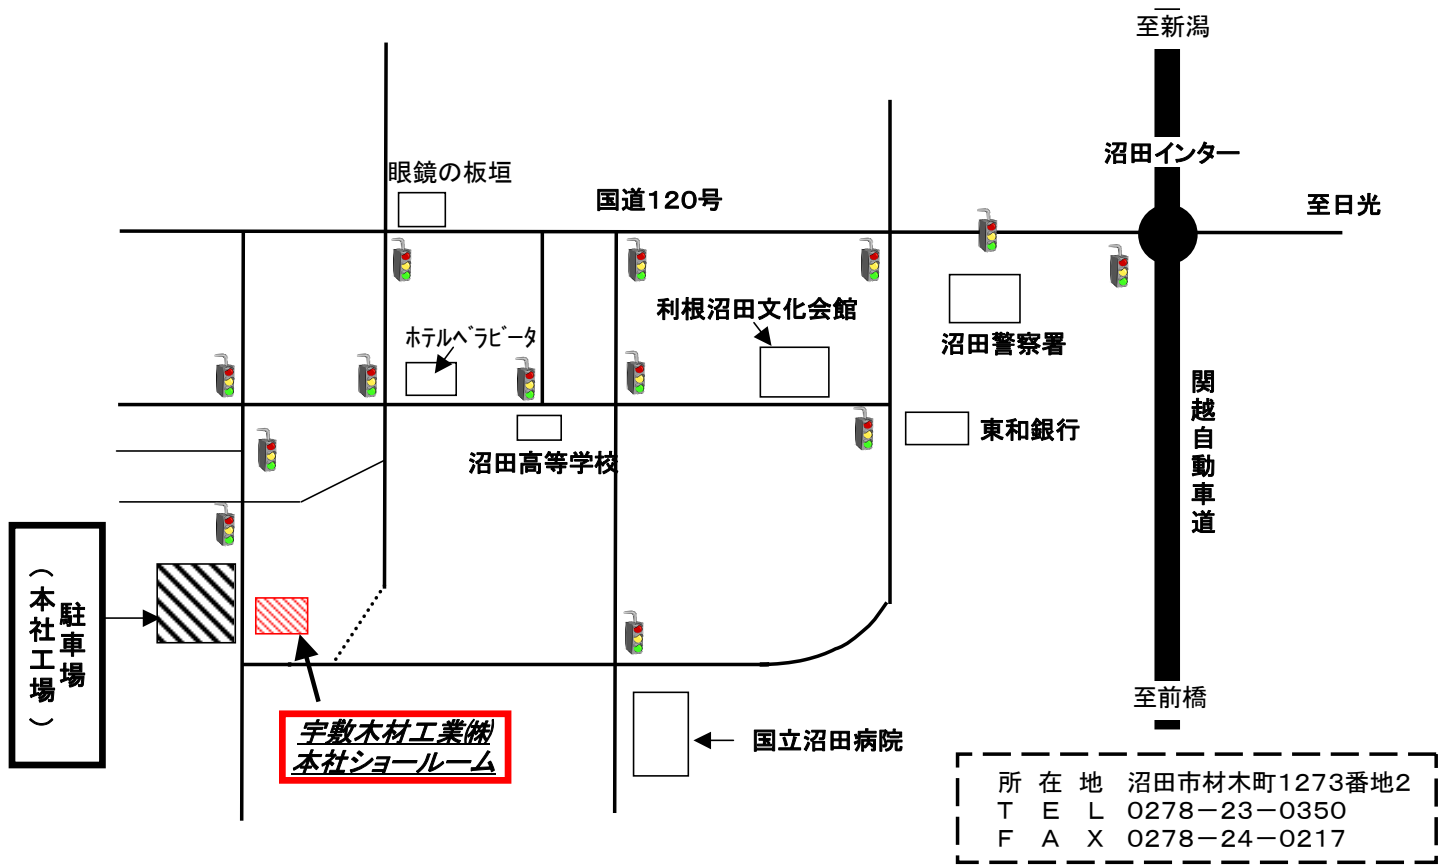 至新潟
沼田インター
眼鏡の板垣
国道120号
至日光
利根沼田文化会館
ホテルベラビータ
沼田警察署
関越自動車道
東和銀行
沼田高等学校
駐車場
（本社工場）
至前橋
宇敷木材工業㈱
本社ショールーム
国立沼田病院
所在地 沼田市材木町1273番地2
TEL 0278－23－0350
FAX 0278－24－0217